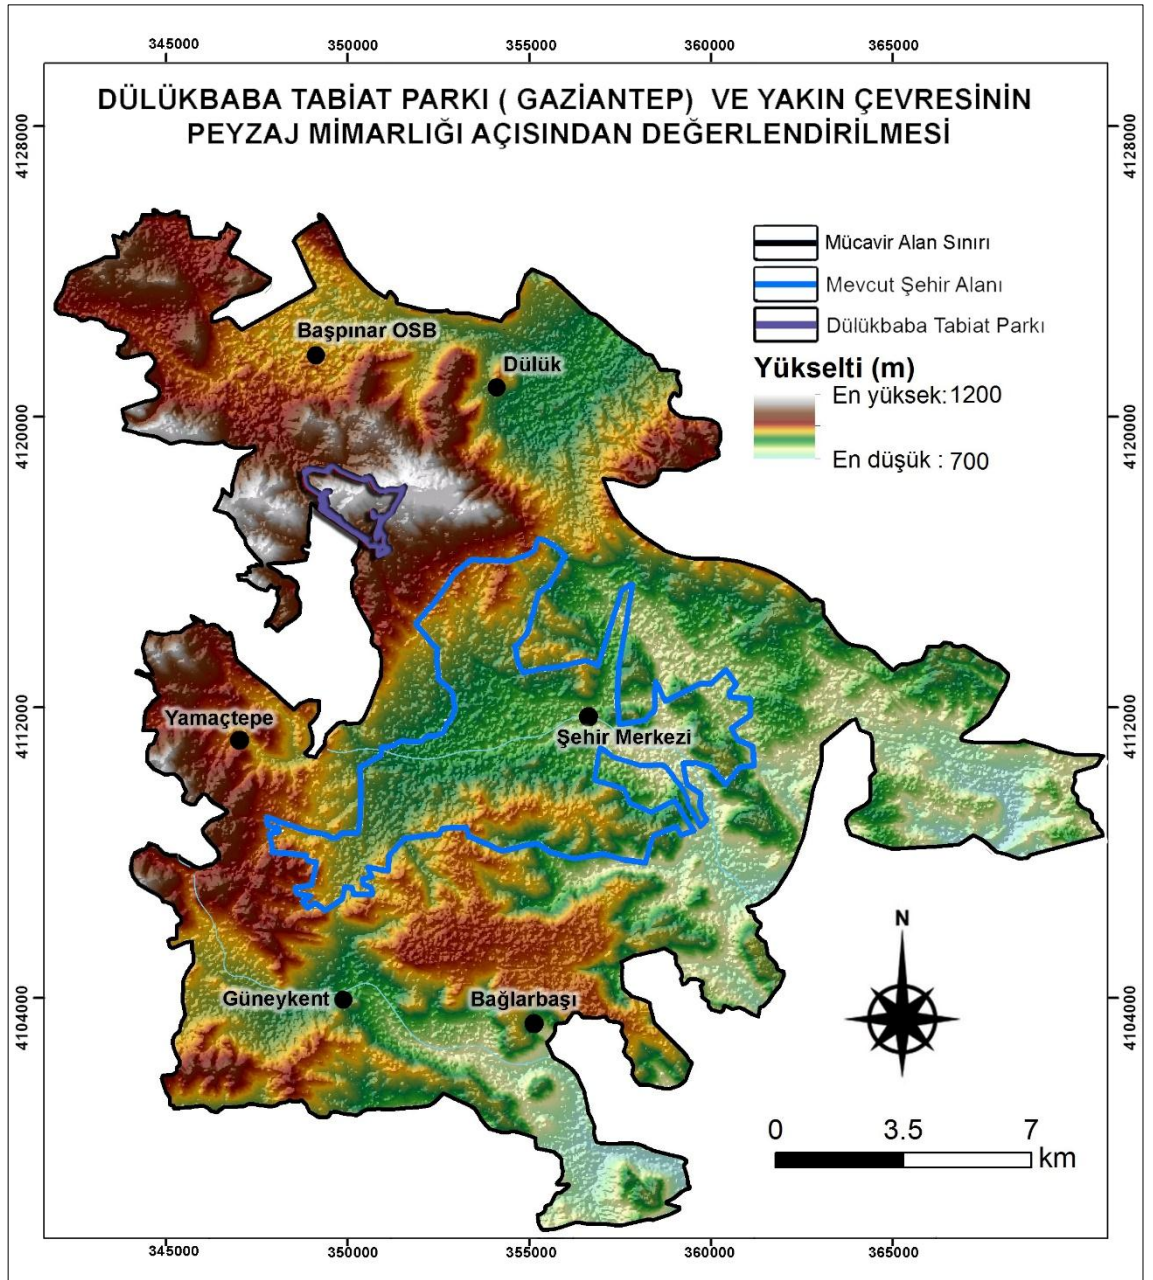 345000 350000 355000 360000 365000
DÜLÜKBABA TABİAT PARKI ( GAZİANTEP) VE YAKIN ÇEVRESİNİN
PEYZAJ MİMARLIĞI AÇISINDAN DEĞERLENDİRİLMESİ
4128000
4128000
Mücavir Alan Sınırı
Mevcut Şehir Alanı
Dülükbaba Tabiat Parkı
Yükselti (m)
En yüksek:1200
En düşük : 700
Başpınar OSB
Dülük
4120000
4120000
Yamaçtepe
Şehir Merkezi
4112000
4112000
Güneykent
Bağlarbaşı
4104000
4104000
N
0 3.5 7
km
345000 350000 355000 360000 365000